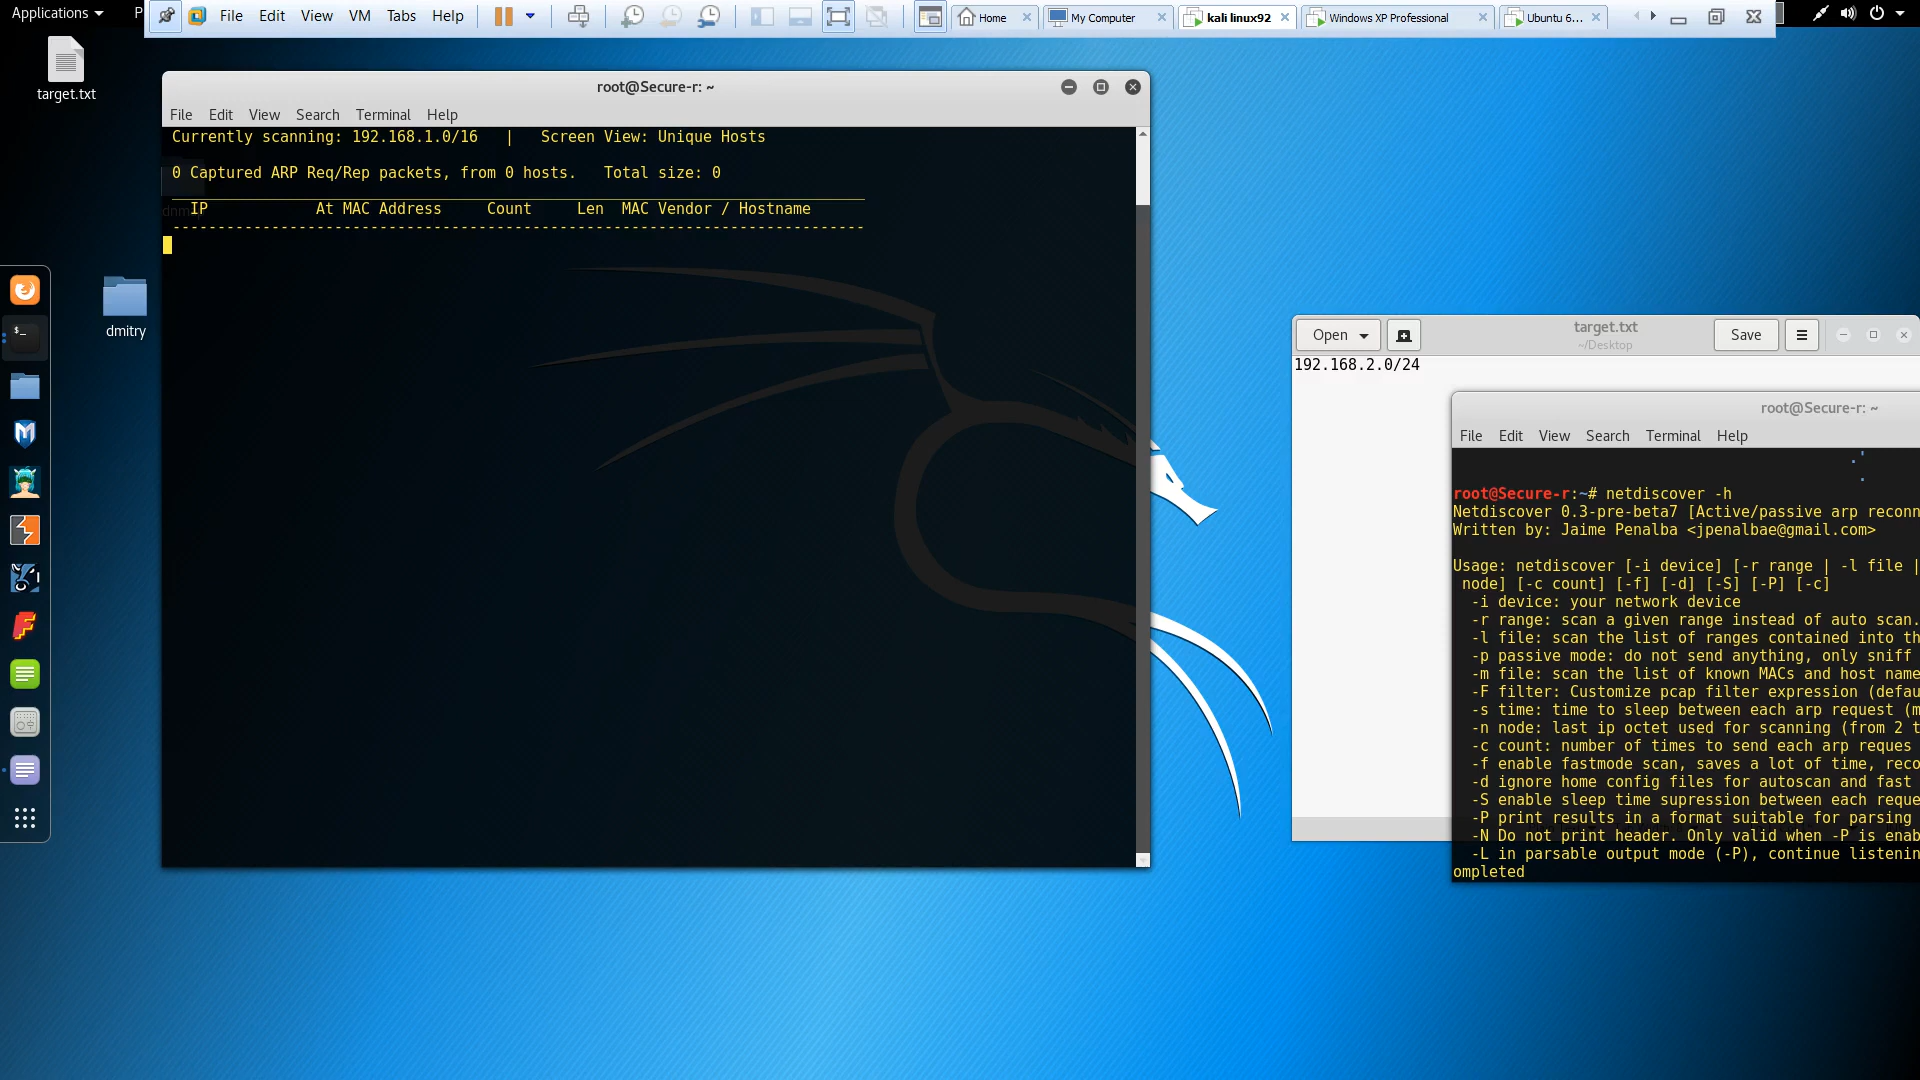 Applications
P
File Edit View VM Tabs Help
Home
My Computer
kali linux92
Windows XP Professional
Ubuntu 6...
target.txt
dmitry
root@Secure-r: ~
File Edit View Search Terminal Help
Currently scanning: 192.168.1.0/16 | Screen View: Unique Hosts
0 Captured ARP Req/Rep packets, from 0 hosts. Total size: 0
IP At MAC Address Count Len MAC Vendor / Hostname
Open
target.txt
~/Desktop
Save
192.168.2.0/24
root@Secure-r: ~
File Edit View Search Terminal Help
root@Secure-r:~# netdiscover -h
Netdiscover 0.3-pre-beta7 [Active/passive arp reconn
Written by: Jaime Penalba <jpenalbae@gmail.com>
Usage: netdiscover [-i device] [-r range | -l file |
node] [-c count] [-f] [-d] [-S] [-P] [-c]
-i device: your network device
-r range: scan a given range instead of auto scan.
-l file: scan the list of ranges contained into th
-p passive mode: do not send anything, only sniff
-m file: scan the list of known MACs and host name
-F filter: Customize pcap filter expression (defau
-s time: time to sleep between each arp request (m
-n node: last ip octet used for scanning (from 2 t
-c count: number of times to send each arp reques
-f enable fastmode scan, saves a lot of time, reco
-d ignore home config files for autoscan and fast
-S enable sleep time supression between each reque
-P print results in a format suitable for parsing
-N Do not print header. Only valid when -P is enab
-L in parsable output mode (-P), continue listenin
ompleted